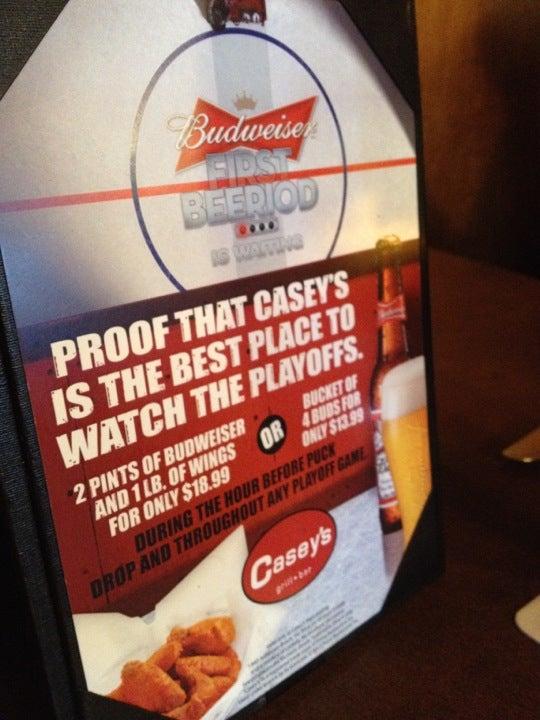 Budweiser
FIRST
BEERIOD
IS WAITING
PROOF THAT CASEY'S
IS THE BEST PLACE TO
WATCH THE PLAYOFFS.
2 PINTS OF BUDWEISER
AND 1 LB. OF WINGS
FOR ONLY $18.99
OR
BUCKET OF
4 BUDS FOR
ONLY $13.99
DURING THE HOUR BEFORE PUCK
DROP AND THROUGHOUT ANY PLAYOFF GAME.
Casey's
grill • bar